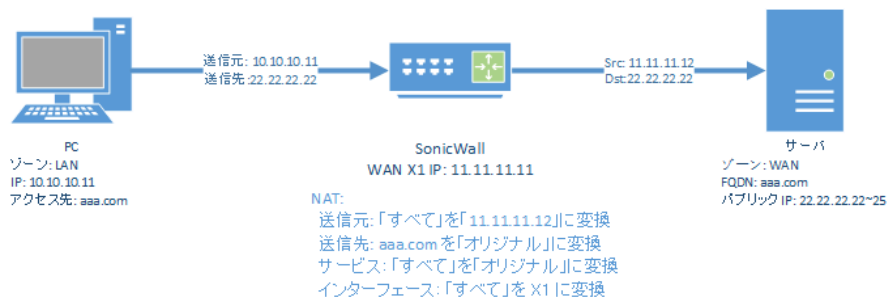 送信元: 10.10.10.11
送信先:22.22.22.22
Src: 11.11.11.12
Dst:22.22.22.22
PC
ゾーン: LAN
IP: 10.10.10.11
アクセス先: aaa.com
SonicWall
WAN X1 IP: 11.11.11.11
サーバ
ゾーン: WAN
FQDN: aaa.com
パブリック IP: 22.22.22.22~25
NAT:
送信元:「すべて」を「11.11.11.12」に変換
送信先: aaa.com を「オリジナル」に変換
サービス:「すべて」を「オリジナル」に変換
インターフェース:「すべて」を X1 に変換